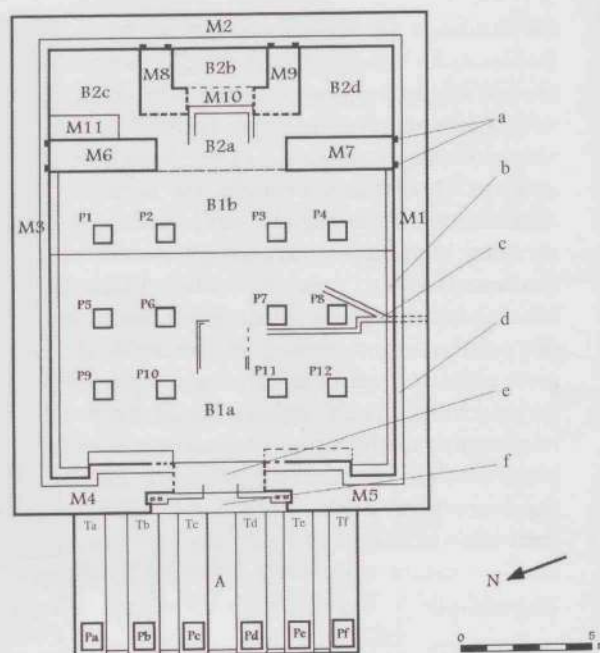 M2
M8 B2b M9
B2c M10 B2d
M11 B2a
M6 M7 a
B1b b
M3 P1 P2 P3 P4 M1
c
P5 P6 P7 P8
d
P9 P10 P11 P12
B1a e
M4 M5 f
Ta Tb Tc Td Te Tf
A N
Pa Pb Pc Pd Pe Pf
0 5